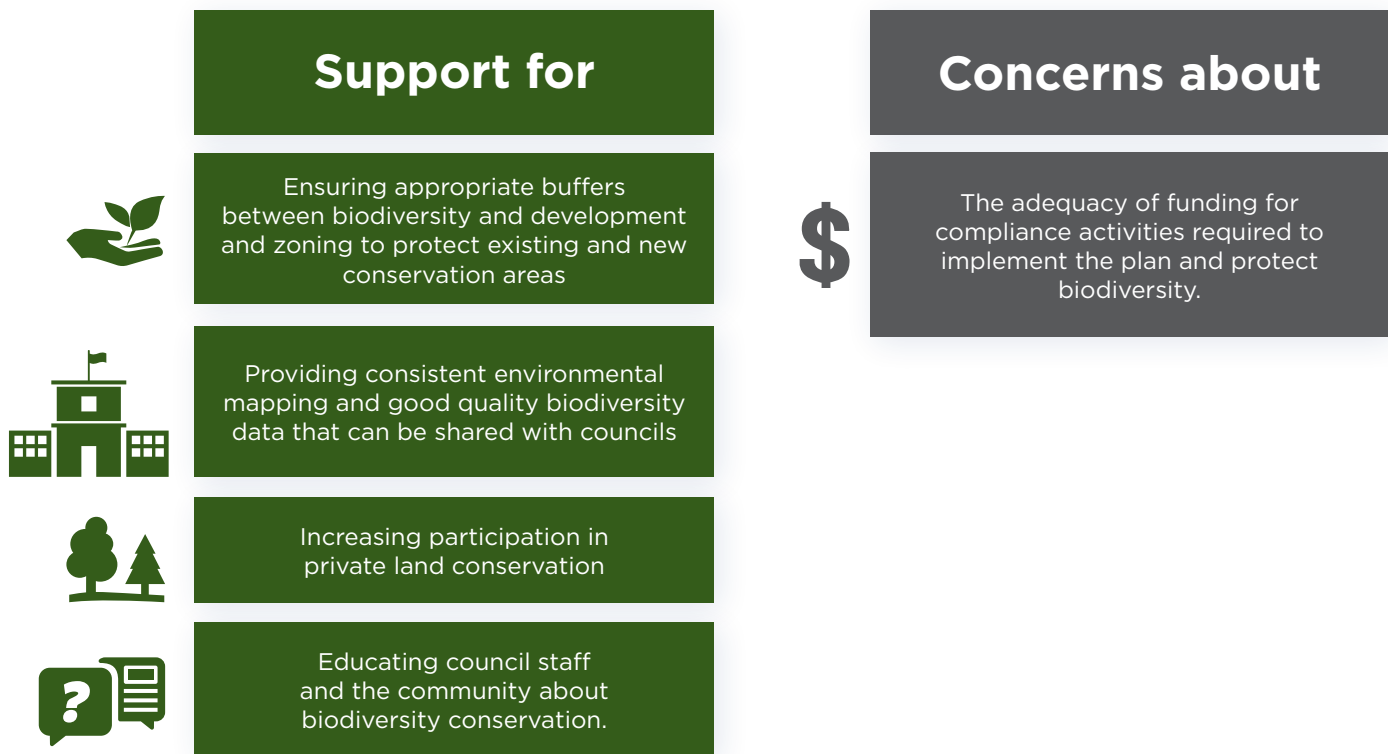 Support for
Ensuring appropriate buffers
between biodiversity and development
and zoning to protect existing and new
conservation areas
Providing consistent environmental
mapping and good quality biodiversity
data that can be shared with councils
Increasing participation in
private land conservation
?
Educating council staff
and the community about
biodiversity conservation.
Concerns about
$
The adequacy of funding for
compliance activities required to
implement the plan and protect
biodiversity.